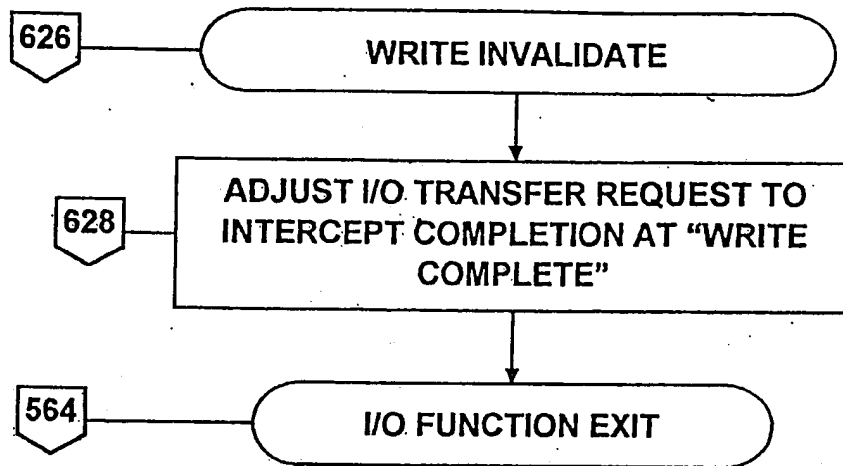 626
WRITE INVALIDATE
628
ADJUST I/O TRANSFER REQUEST TO
INTERCEPT COMPLETION AT “WRITE
COMPLETE”
564
I/O FUNCTION EXIT